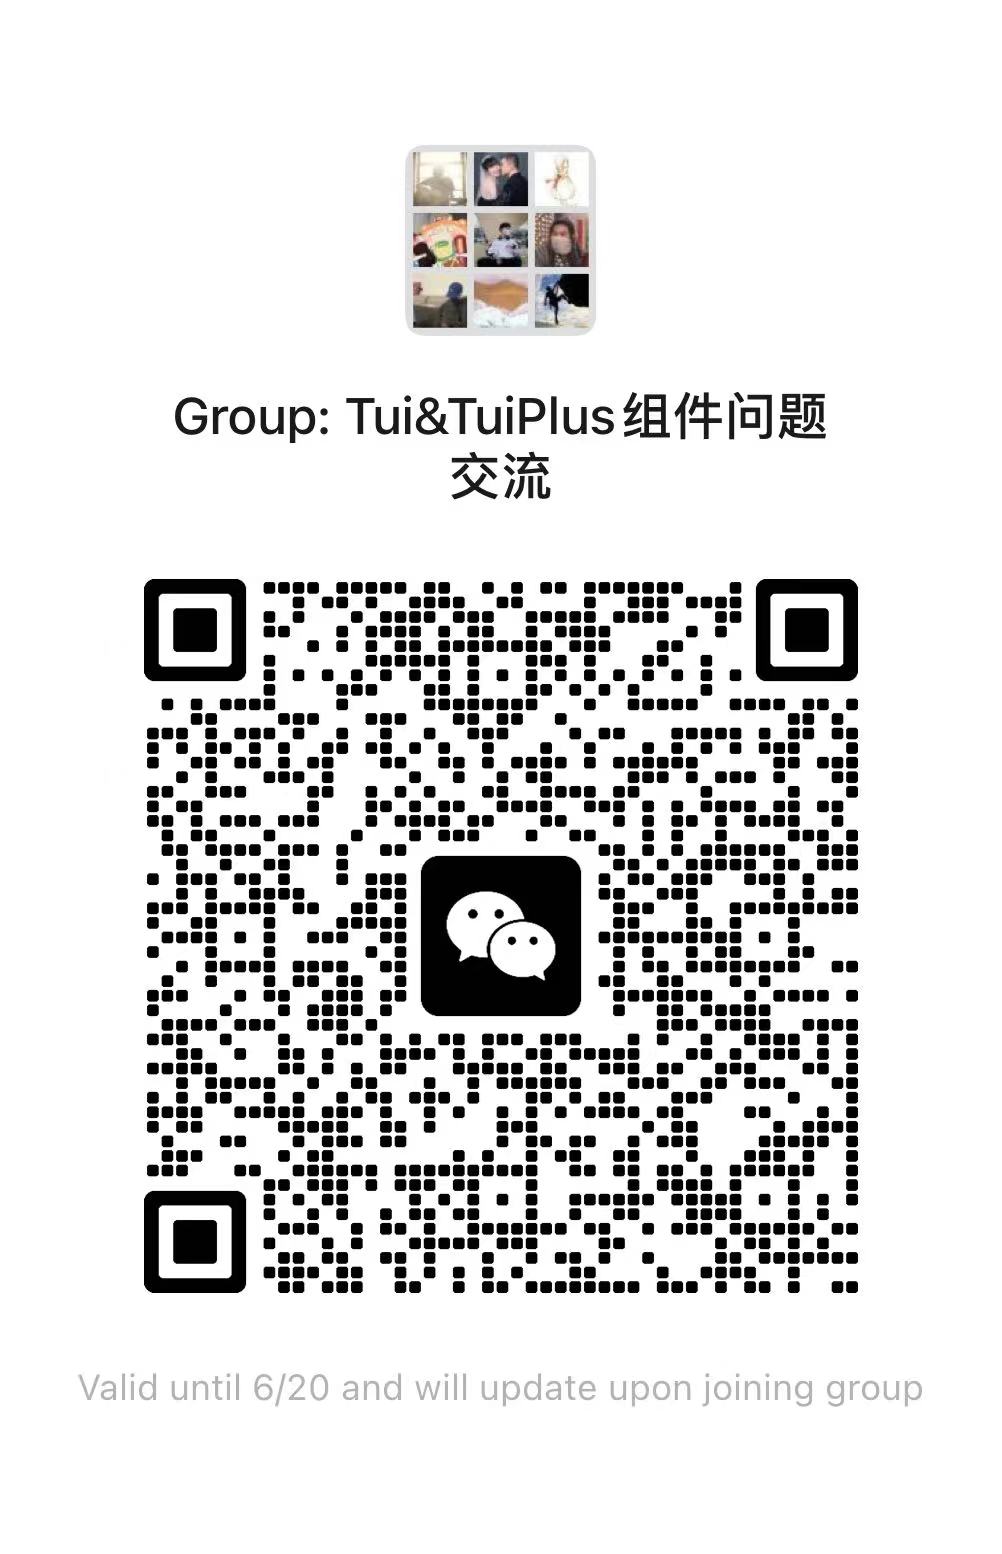 Group: Tui&TuiPlus组件问题
交流
Valid until 6/20 and will update upon joining group